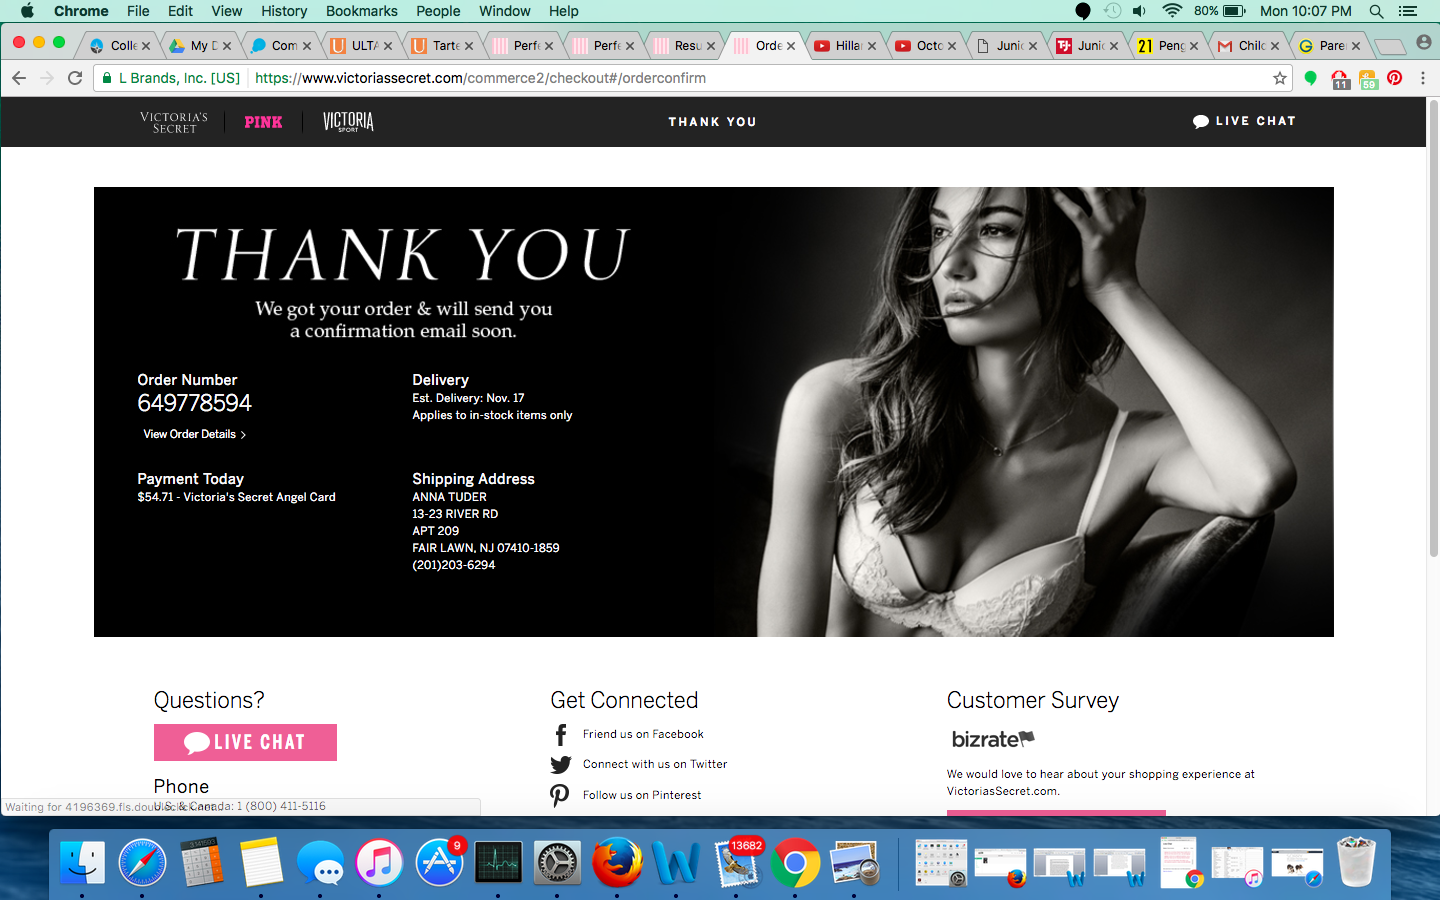 Chrome File Edit View History Bookmarks People Window Help 80% Mon 10:07 PM
Colle My D Com ULTA Tarte Perfe Perfe Resu Orde Hillar Octo Junio Junio Peng Chilc Paren
L Brands, Inc. [US] https://www.victoriassecret.com/commerce2/checkout#/orderconfirm
11 59
VICTORIA'S
SECRET
PINK
VICTORIA
SPORT
THANK YOU
LIVE CHAT
THANK YOU
We got your order & will send you
a confirmation email soon.
Order Number
649778594
View Order Details >
Delivery
Est. Delivery: Nov. 17
Applies to in-stock items only
Payment Today
$54.71 - Victoria's Secret Angel Card
Shipping Address
ANNA TUDER
13-23 RIVER RD
APT 209
FAIR LAWN, NJ 07410-1859
(201)203-6294
Questions?
LIVE CHAT
Phone
U.S. & Canada: 1 (800) 411-5116
Get Connected
Friend us on Facebook
Connect with us on Twitter
Follow us on Pinterest
Customer Survey
bizrate
We would love to hear about your shopping experience at
VictoriasSecret.com.
Waiting for 4196369.fls.doubleclick.net...
9
13682